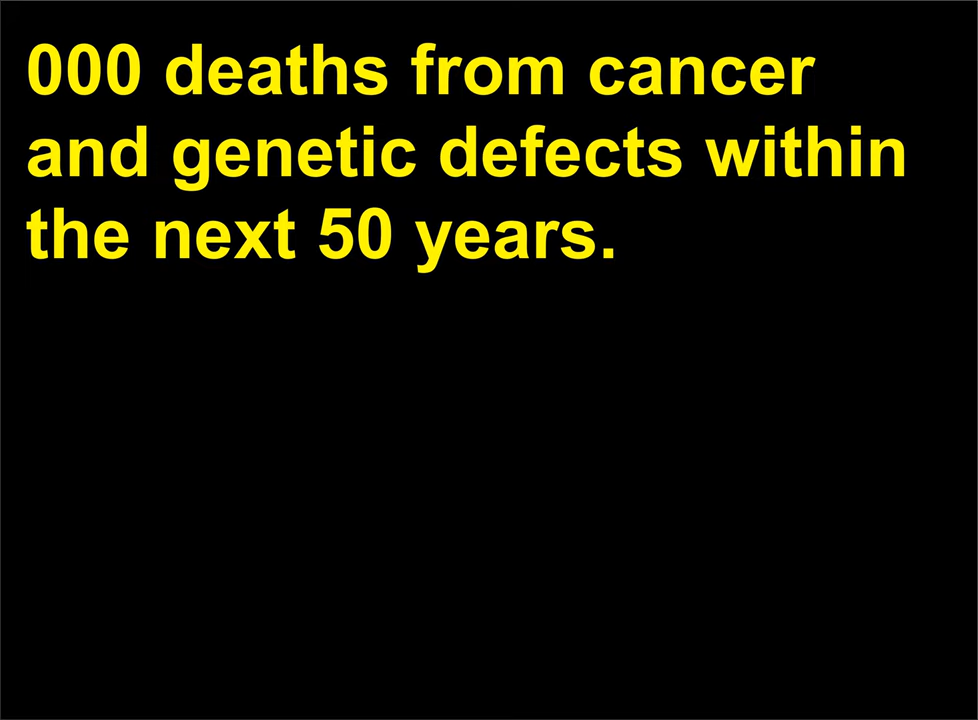 000 deaths from cancer
and genetic defects within
the next 50 years.